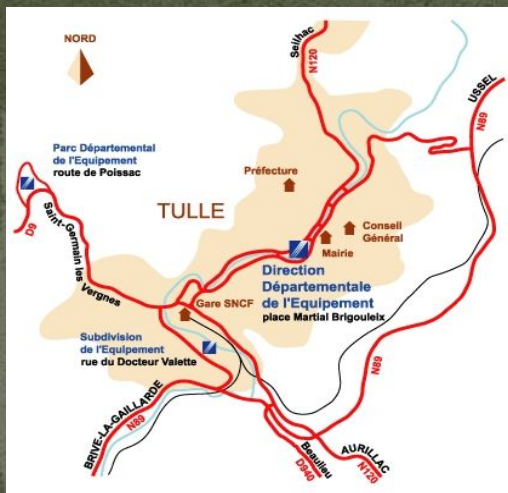 NORD
Seilhac
N120
USSEL
N89
Parc Départemental
de l'Equipement
route de Poissac
Préfecture
TULLE
D9
Saint-Germain les Vergnes
Conseil
Général
Mairie
Direction
Départementale
de l'Equipement
place Martial Brigouleix
Gare SNCF
Subdivision
de l'Equipement
rue du Docteur Valette
N89
BRIVE-LA-GAILLARDE
N89
Beaulieu
D940
AURILLAC
N120